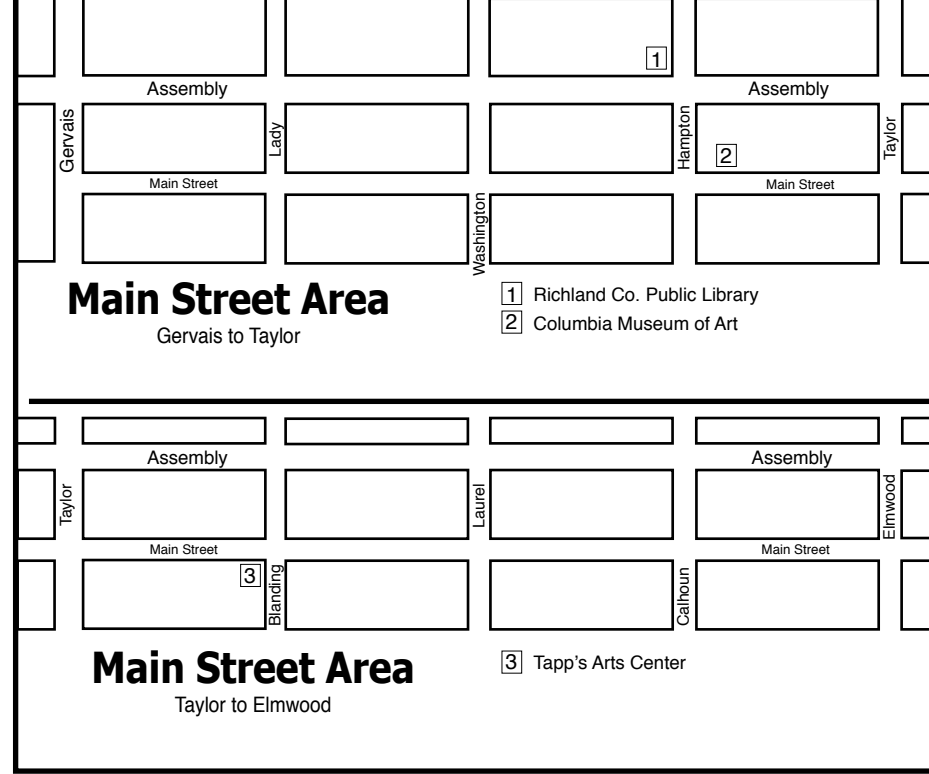 1
Assembly
Assembly
Gervais
Lady
Hampton
Taylor
2
Main Street
Main Street
Washington
Main Street Area
Gervais to Taylor
1 Richland Co. Public Library
2 Columbia Museum of Art
Assembly
Assembly
Taylor
Laurel
Elmwood
Main Street
Main Street
3
Blanding
Calhoun
Main Street Area
Taylor to Elmwood
3 Tapp's Arts Center